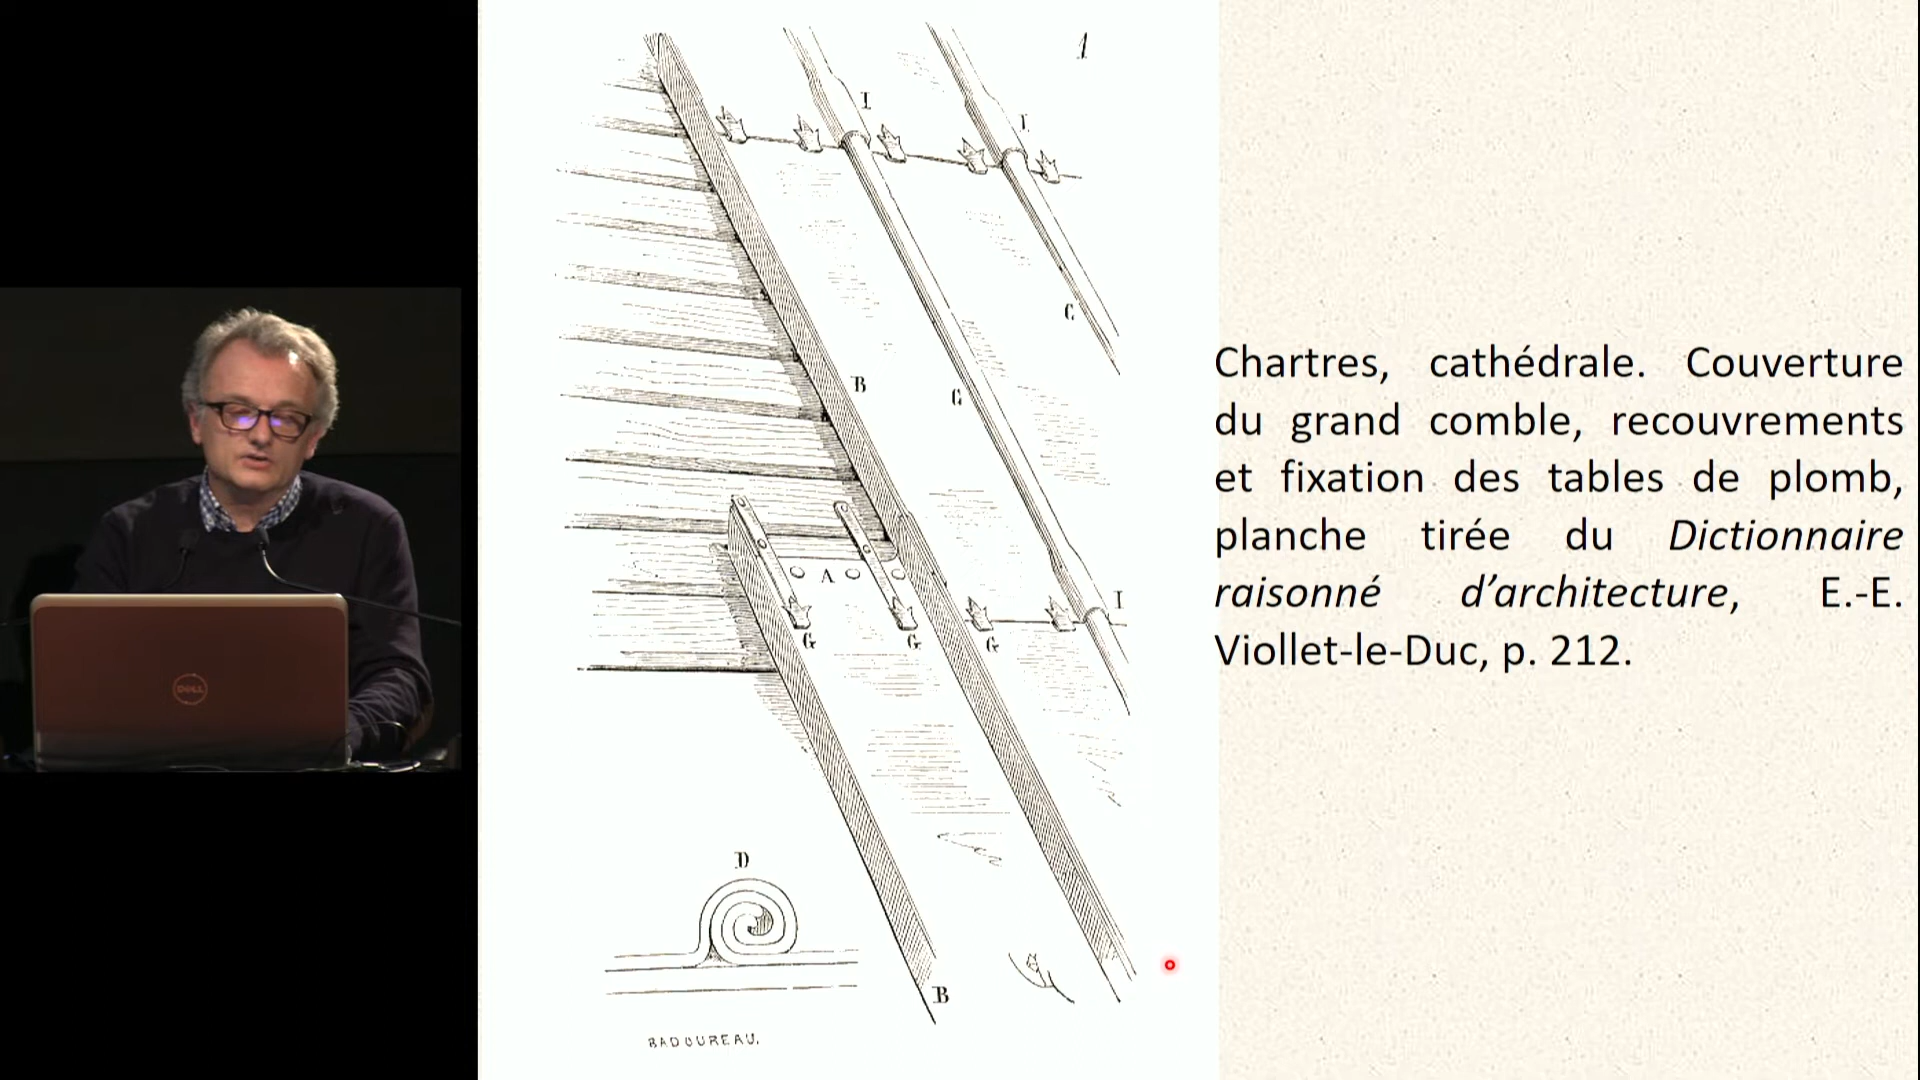 1
I
I
C
B
C
A
I
G
G
G
D
B
BADOUREAU.
Chartres, cathédrale. Couverture
du grand comble, recouvrements
et fixation des tables de plomb,
planche tirée du Dictionnaire
raisonné d’architecture, E.-E.
Viollet-le-Duc, p. 212.
DELL